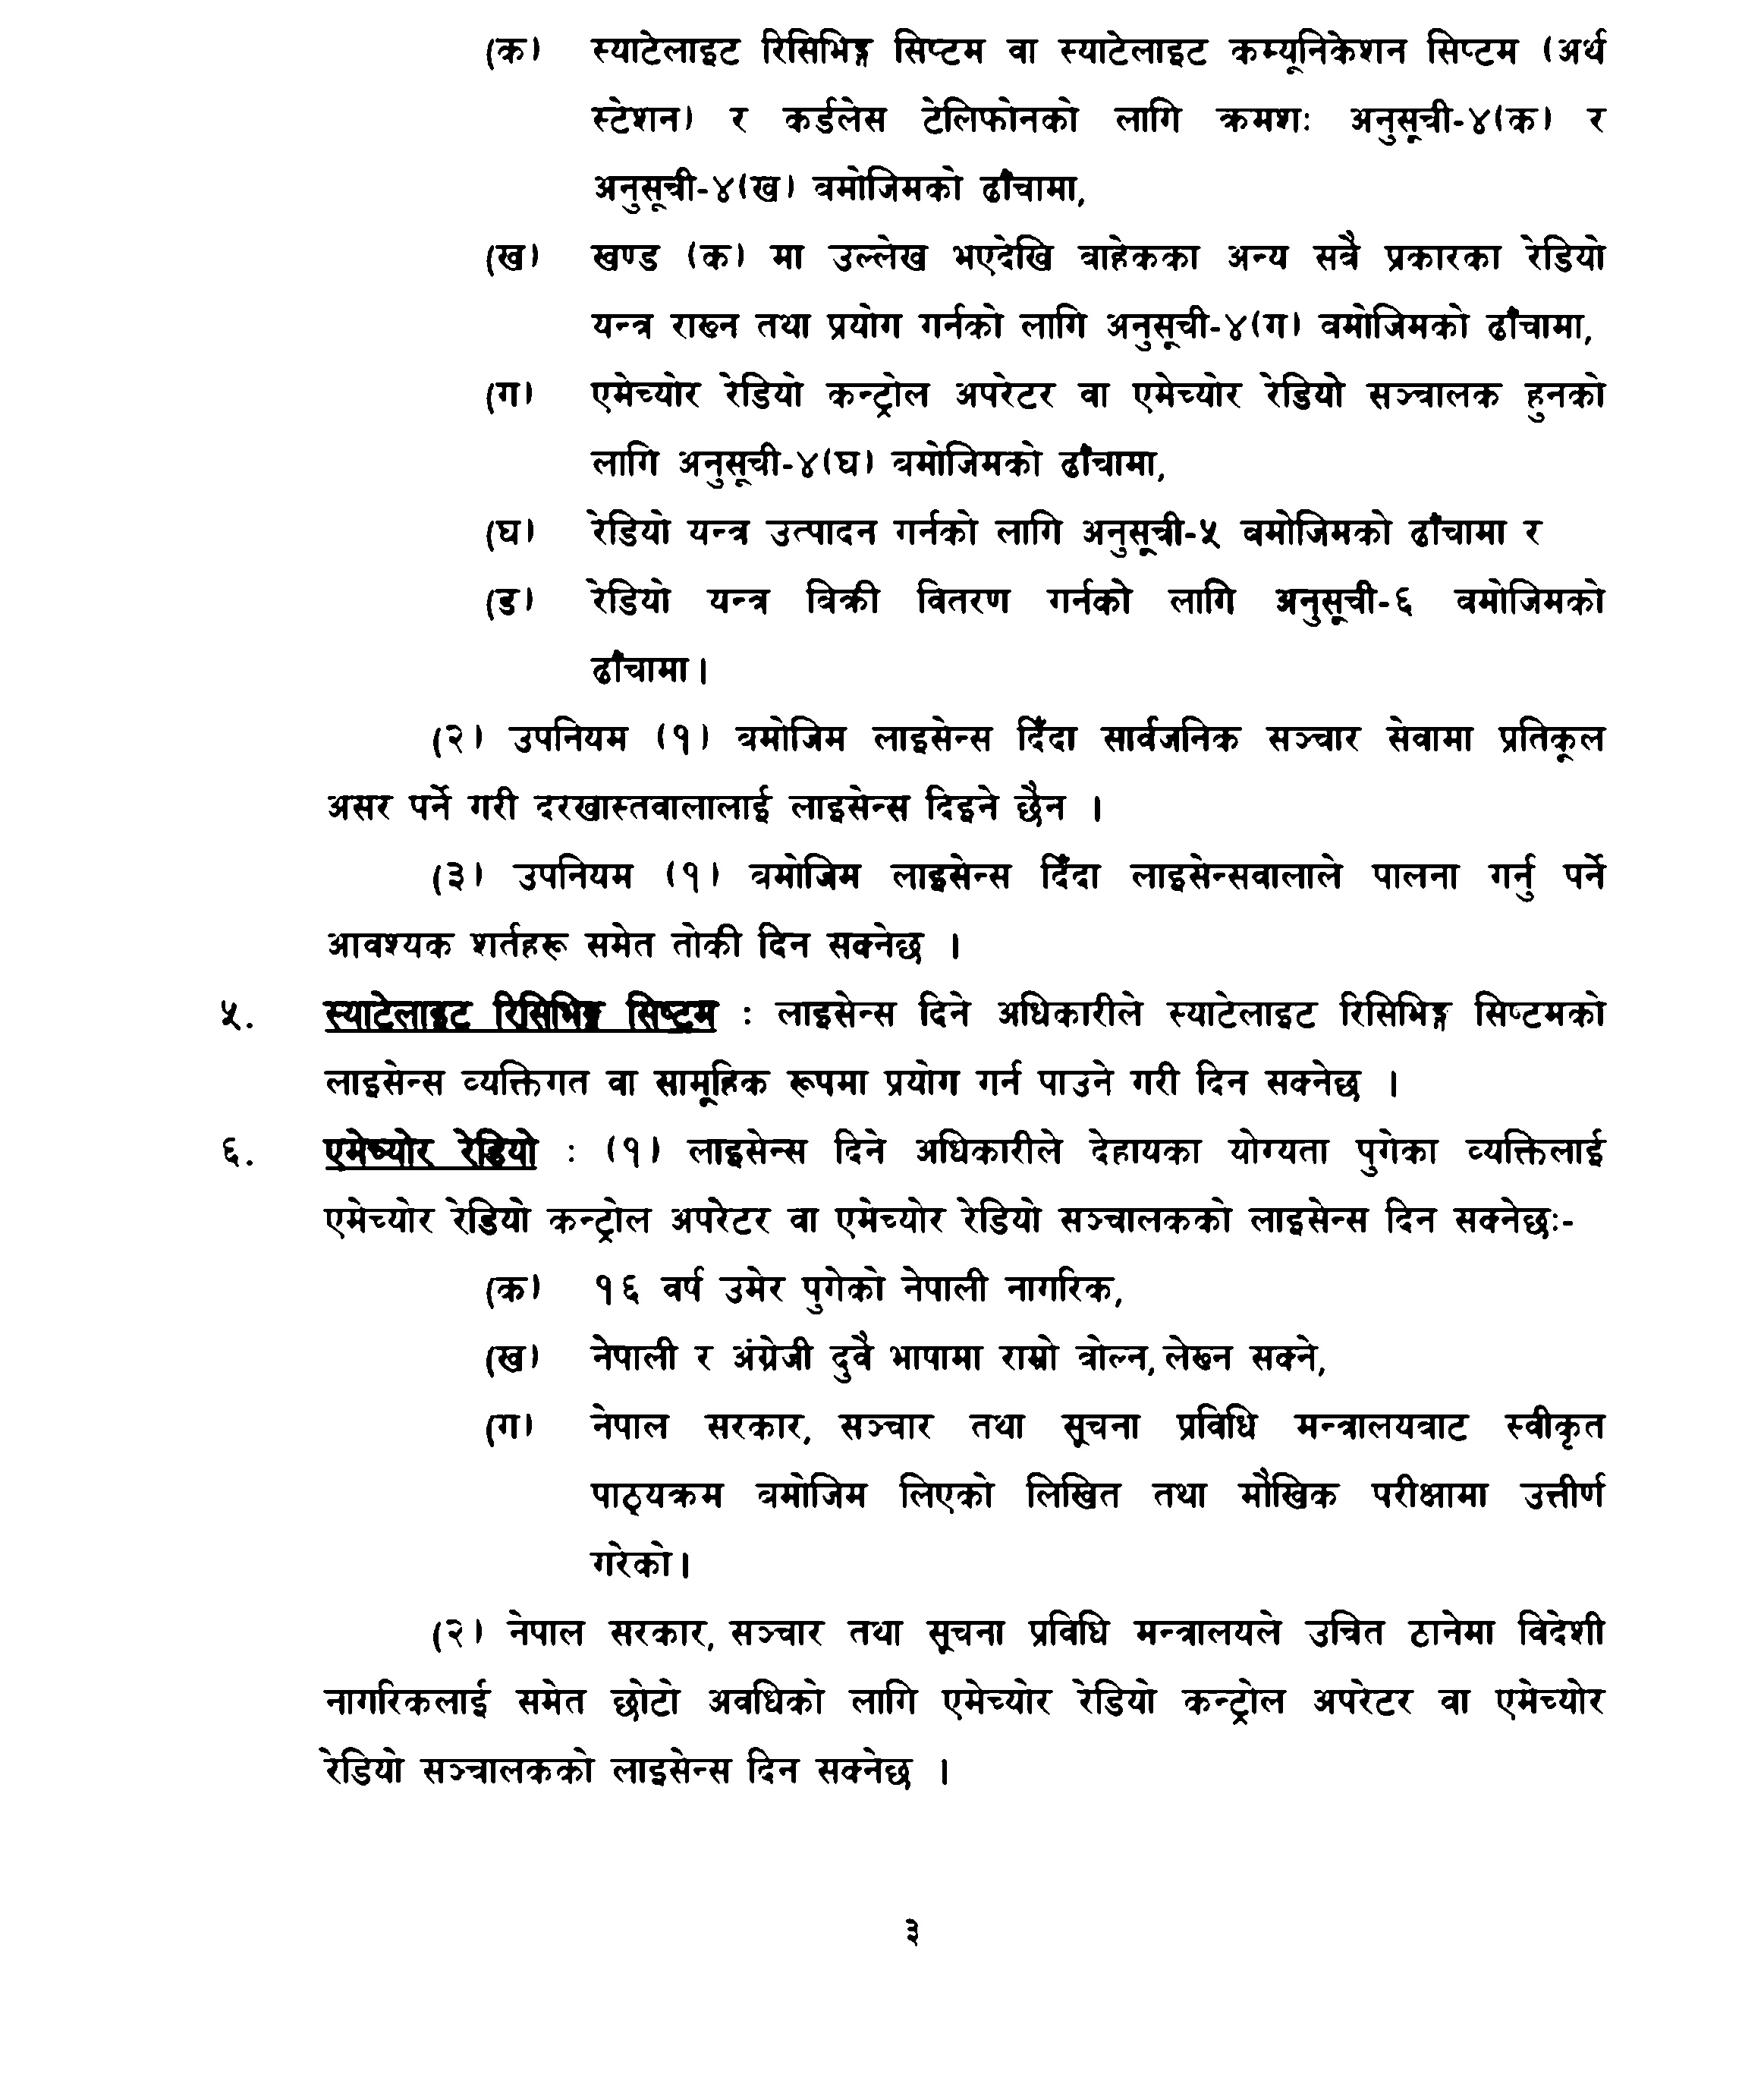 (क) स्याटेलाइट रिसिभिङ्ग सिष्टम वा स्याटेलाइट कम्यूनिकेशन सिष्टम (अर्थ
स्टेशन) र कर्डलेस टेलिफोनको लागि क्रमशः अनुसूची-४(क) र
अनुसूची-४(ख) बमोजिमको ढाँचामा,
(ख) खण्ड (क) मा उल्लेख भएदेखि बाहेकका अन्य सबै प्रकारका रेडियो
यन्त्र राख्न तथा प्रयोग गर्नको लागि अनुसूची-४(ग) बमोजिमको ढाँचामा,
(ग) एमेच्योर रेडियो कन्ट्रोल अपरेटर वा एमेच्योर रेडियो सञ्चालक हुनको
लागि अनुसूची-४(घ) बमोजिमको ढाँचामा,
(घ) रेडियो यन्त्र उत्पादन गर्नको लागि अनुसूची-५ बमोजिमको ढाँचामा र
(ङ) रेडियो यन्त्र बिक्री वितरण गर्नको लागि अनुसूची-६ बमोजिमको
ढाँचामा।
(२) उपनियम (१) बमोजिम लाइसेन्स दिँदा सार्वजनिक सञ्चार सेवामा प्रतिकूल
असर पर्ने गरी दरखास्तवालालाई लाइसेन्स दिइने छैन ।
(३) उपनियम (१) बमोजिम लाइसेन्स दिँदा लाइसेन्सवालाले पालना गर्नु पर्ने
आवश्यक शर्तहरू समेत तोकी दिन सक्नेछ ।
५. स्याटेलाइट रिसिभिङ्ग सिष्टम : लाइसेन्स दिने अधिकारीले स्याटेलाइट रिसिभिङ्ग सिष्टमको
लाइसेन्स व्यक्तिगत वा सामूहिक रूपमा प्रयोग गर्न पाउने गरी दिन सक्नेछ ।
६. एमेच्योर रेडियो : (१) लाइसेन्स दिने अधिकारीले देहायका योग्यता पुगेका व्यक्तिलाई
एमेच्योर रेडियो कन्ट्रोल अपरेटर वा एमेच्योर रेडियो सञ्चालकको लाइसेन्स दिन सक्नेछः-
(क) १६ वर्ष उमेर पुगेको नेपाली नागरिक,
(ख) नेपाली र अंग्रेजी दुवै भाषामा राम्रो बोल्न, लेख्न सक्ने,
(ग) नेपाल सरकार, सञ्चार तथा सूचना प्रविधि मन्त्रालयबाट स्वीकृत
पाठ्यक्रम बमोजिम लिएको लिखित तथा मौखिक परीक्षामा उत्तीर्ण
गरेको।
(२) नेपाल सरकार, सञ्चार तथा सूचना प्रविधि मन्त्रालयले उचित ठानेमा विदेशी
नागरिकलाई समेत छोटो अवधिको लागि एमेच्योर रेडियो कन्ट्रोल अपरेटर वा एमेच्योर
रेडियो सञ्चालकको लाइसेन्स दिन सक्नेछ ।
३